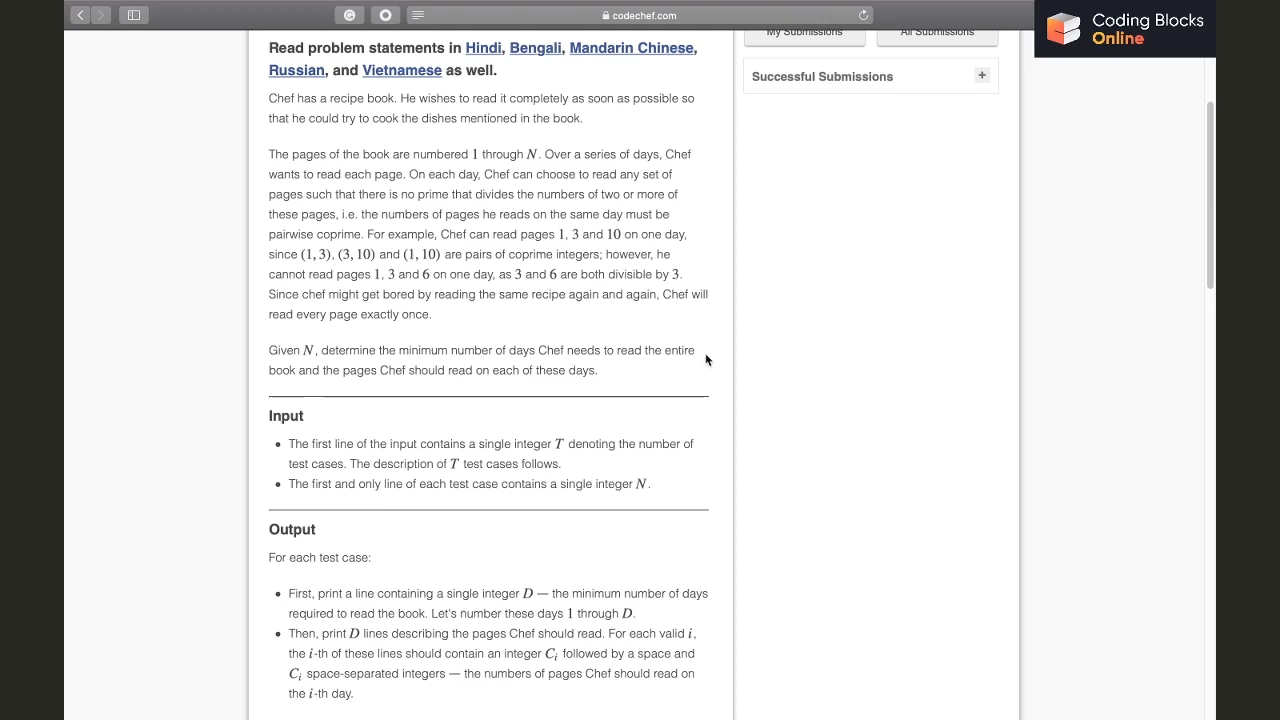 codechef.com
Coding Blocks
Online
My Submissions
All Submissions
Successful Submissions
+
Read problem statements in Hindi, Bengali, Mandarin Chinese,
Russian, and Vietnamese as well.
Chef has a recipe book. He wishes to read it completely as soon as possible so
that he could try to cook the dishes mentioned in the book.
The pages of the book are numbered 1 through N. Over a series of days, Chef
wants to read each page. On each day, Chef can choose to read any set of
pages such that there is no prime that divides the numbers of two or more of
these pages, i.e. the numbers of pages he reads on the same day must be
pairwise coprime. For example, Chef can read pages 1, 3 and 10 on one day,
since (1, 3), (3, 10) and (1, 10) are pairs of coprime integers; however, he
cannot read pages 1, 3 and 6 on one day, as 3 and 6 are both divisible by 3.
Since chef might get bored by reading the same recipe again and again, Chef will
read every page exactly once.
Given N, determine the minimum number of days Chef needs to read the entire
book and the pages Chef should read on each of these days.
Input
• The first line of the input contains a single integer T denoting the number of
test cases. The description of T test cases follows.
• The first and only line of each test case contains a single integer N.
Output
For each test case:
• First, print a line containing a single integer D — the minimum number of days
required to read the book. Let's number these days 1 through D.
• Then, print D lines describing the pages Chef should read. For each valid i,
the i-th of these lines should contain an integer Ci followed by a space and
Ci space-separated integers — the numbers of pages Chef should read on
the i-th day.